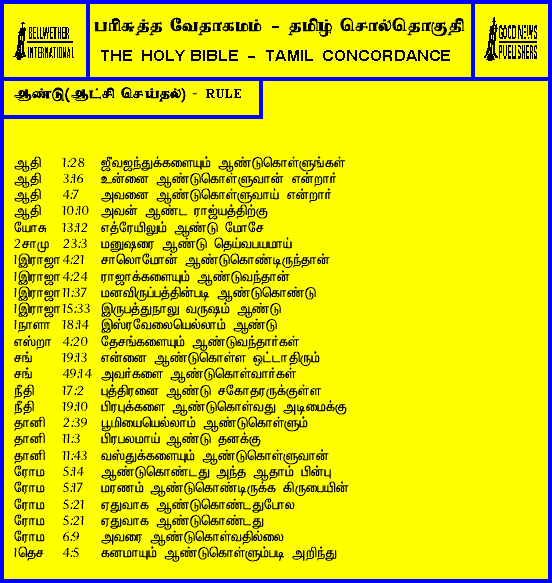 BELLWETHER
INTERNATIONAL
பரிசுத்த வேதாகமம் - தமிழ் சொல்தொகுதி
THE HOLY BIBLE - TAMIL CONCORDANCE
GOOD NEWS
PUBLISHERS
ஆண்டு(ஆட்சி செய்தல்) - RULE
ஆதி 1:28 ஜீவஜந்துக்களையும் ஆண்டுகொள்ளுங்கள்
ஆதி 3:16 உன்னை ஆண்டுகொள்ளுவான் என்றார்
ஆதி 4:7 அவனை ஆண்டுகொள்ளுவாய் என்றார்
ஆதி 10:10 அவன் ஆண்ட ராஜ்யத்திற்கு
யோசு 13:12 எத்ரேயிலும் ஆண்டு மோசே
2சாமு 23:3 மனுஷரை ஆண்டு தெய்வபயமாய்
1இராஜா 4:21 சாலொமோன் ஆண்டுகொண்டிருந்தான்
1இராஜா 4:24 ராஜாக்களையும் ஆண்டுவந்தான்
1இராஜா 11:37 மனவிருப்பத்தின்படி ஆண்டுகொண்டு
1இராஜா 15:33 இருபத்துநாலு வருஷம் ஆண்டு
1நாளா 18:14 இஸ்ரவேலையெல்லாம் ஆண்டு
எஸ்றா 4:20 தேசங்களையும் ஆண்டுவந்தார்கள்
சங் 19:13 என்னை ஆண்டுகொள்ள ஒட்டாதிரும்
சங் 49:14 அவர்களை ஆண்டுகொள்வார்கள்
நீதி 17:2 புத்திரனை ஆண்டு சகோதரருக்குள்ள
நீதி 19:10 பிரபுக்களை ஆண்டுகொள்வது அடிமைக்கு
தானி 2:39 பூமியையெல்லாம் ஆண்டுகொள்ளும்
தானி 11:3 பிரபலமாய் ஆண்டு தனக்கு
தானி 11:43 வஸ்துக்களையும் ஆண்டுகொள்ளுவான்
ரோம 5:14 ஆண்டுகொண்டது அந்த ஆதாம் பின்பு
ரோம 5:17 மரணம் ஆண்டுகொண்டிருக்க கிருபையின்
ரோம 5:21 ஏதுவாக ஆண்டுகொண்டதுபோல
ரோம 5:21 ஏதுவாக ஆண்டுகொண்டது
ரோம 6:9 அவரை ஆண்டுகொள்வதில்லை
1தெச 4:5 கனமாயும் ஆண்டுகொள்ளும்படி அறிந்து